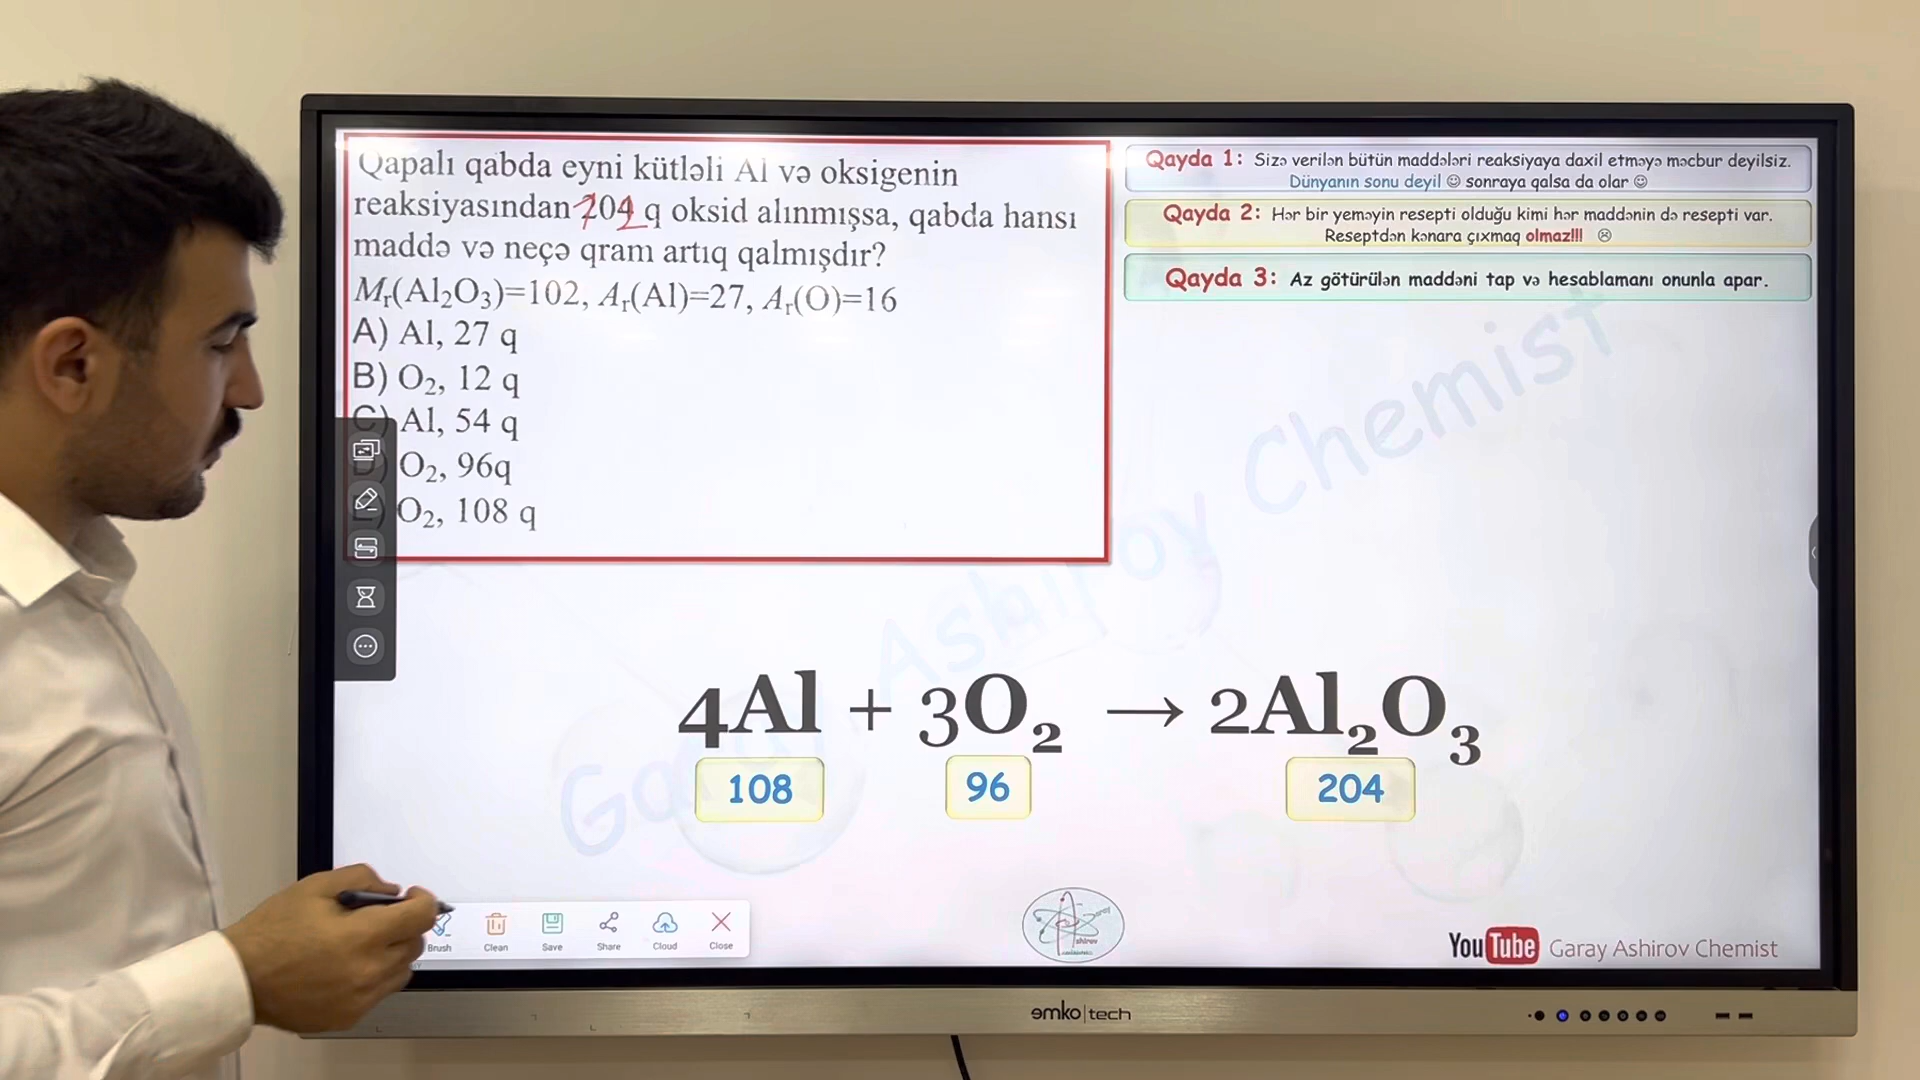 Qapalı qabda eyni kütləli Al və oksigenin
reaksiyasından 204 q oksid alınmışsa, qabda hansı
maddə və neçə qram artıq qalmışdır?
Mr(Al₂O₃)=102, Ar(Al)=27, Ar(O)=16
A) Al, 27 q
B) O₂, 12 q
C) Al, 54 q
D) O₂, 96q
E) O₂, 108 q
Qayda 1: Sizə verilən bütün maddələri reaksiyaya daxil etməyə məcbur deyilsiz.
Dünyanın sonu deyil ☺ sonraya qalsa da olar ☺
Qayda 2: Hər bir yeməyin resepti olduğu kimi hər maddənin də resepti var.
Reseptdən kənara çıxmaq olmaz!!! ☹
Qayda 3: Az götürülən maddəni tap və hesablamanı onunla apar.
Garay Ashirov Chemist
4Al + 3O₂ → 2Al₂O₃
108 96 204
Brush Clean Save Share Cloud Close
YouTube Garay Ashirov Chemist
emko|tech